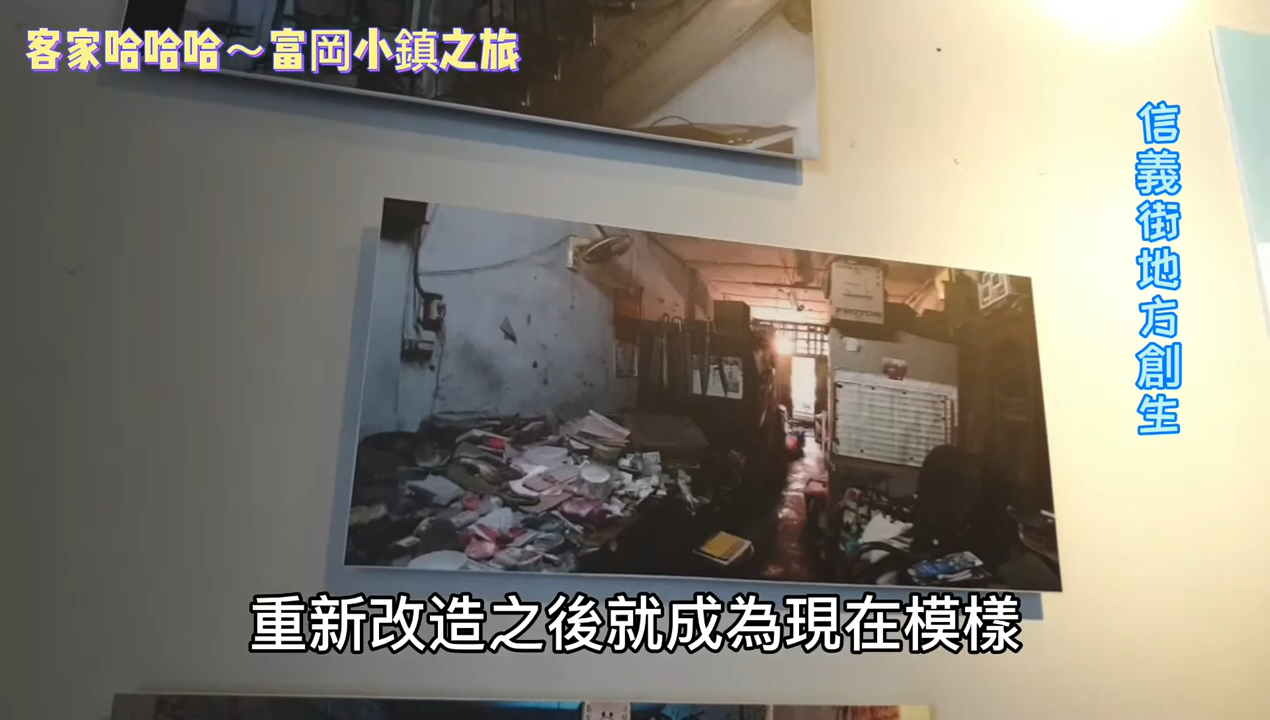 客家哈哈哈～富岡小鎮之旅
信義街地方創生
重新改造之後就成為現在模樣